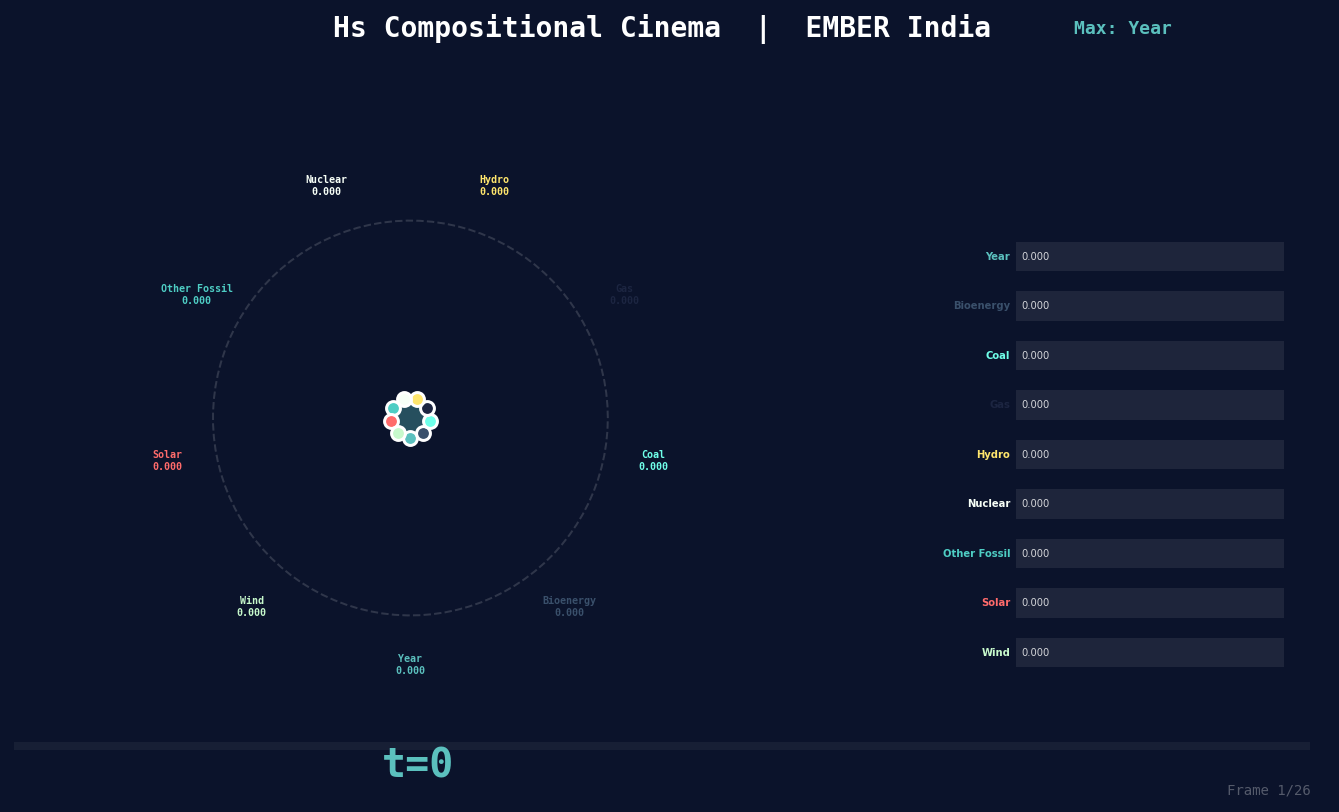 Hs Compositional Cinema | EMBER India
Max: Year
Nuclear
0.000
Hydro
0.000
Other Fossil
0.000
Gas
0.000
Solar
0.000
Coal
0.000
Wind
0.000
Bioenergy
0.000
Year
0.000
Year 0.000
Bioenergy 0.000
Coal 0.000
Gas 0.000
Hydro 0.000
Nuclear 0.000
Other Fossil 0.000
Solar 0.000
Wind 0.000
t=0
Frame 1/26